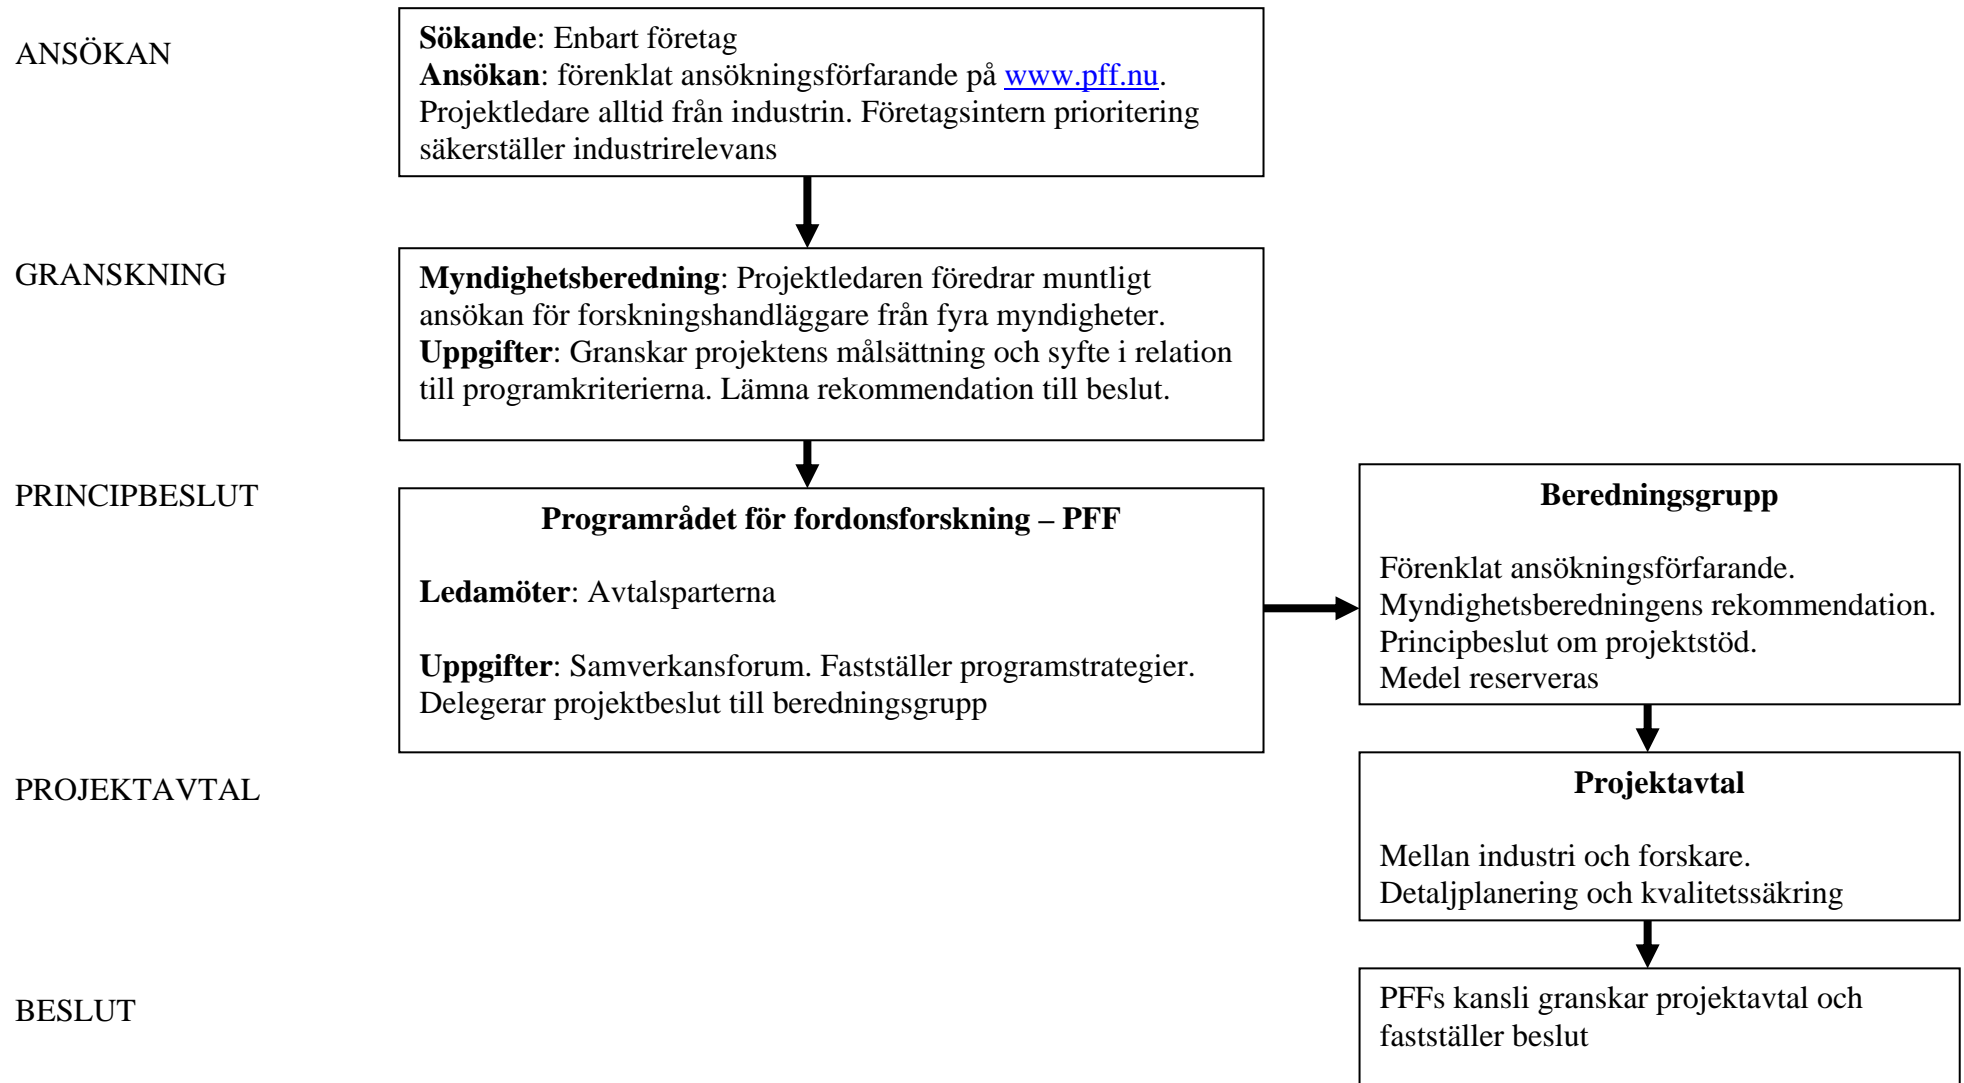 ANSÖKAN
Sökande: Enbart företag
Ansökan: förenklat ansökningsförfarande på www.pff.nu.
Projektledare alltid från industrin. Företagsintern prioritering
säkerställer industrirelevans
GRANSKNING
Myndighetsberedning: Projektledaren föredrar muntligt
ansökan för forskningshandläggare från fyra myndigheter.
Uppgifter: Granskar projektens målsättning och syfte i relation
till programkriterierna. Lämna rekommendation till beslut.
PRINCIPBESLUT
Programrådet för fordonsforskning – PFF
Ledamöter: Avtalsparterna
Uppgifter: Samverkansforum. Fastställer programstrategier.
Delegerar projektbeslut till beredningsgrupp
Beredningsgrupp
Förenklat ansökningsförfarande.
Myndighetsberedningens rekommendation.
Principbeslut om projektstöd.
Medel reserveras
PROJEKTAVTAL
Projektavtal
Mellan industri och forskare.
Detaljplanering och kvalitetssäkring
BESLUT
PFFs kansli granskar projektavtal och
fastställer beslut